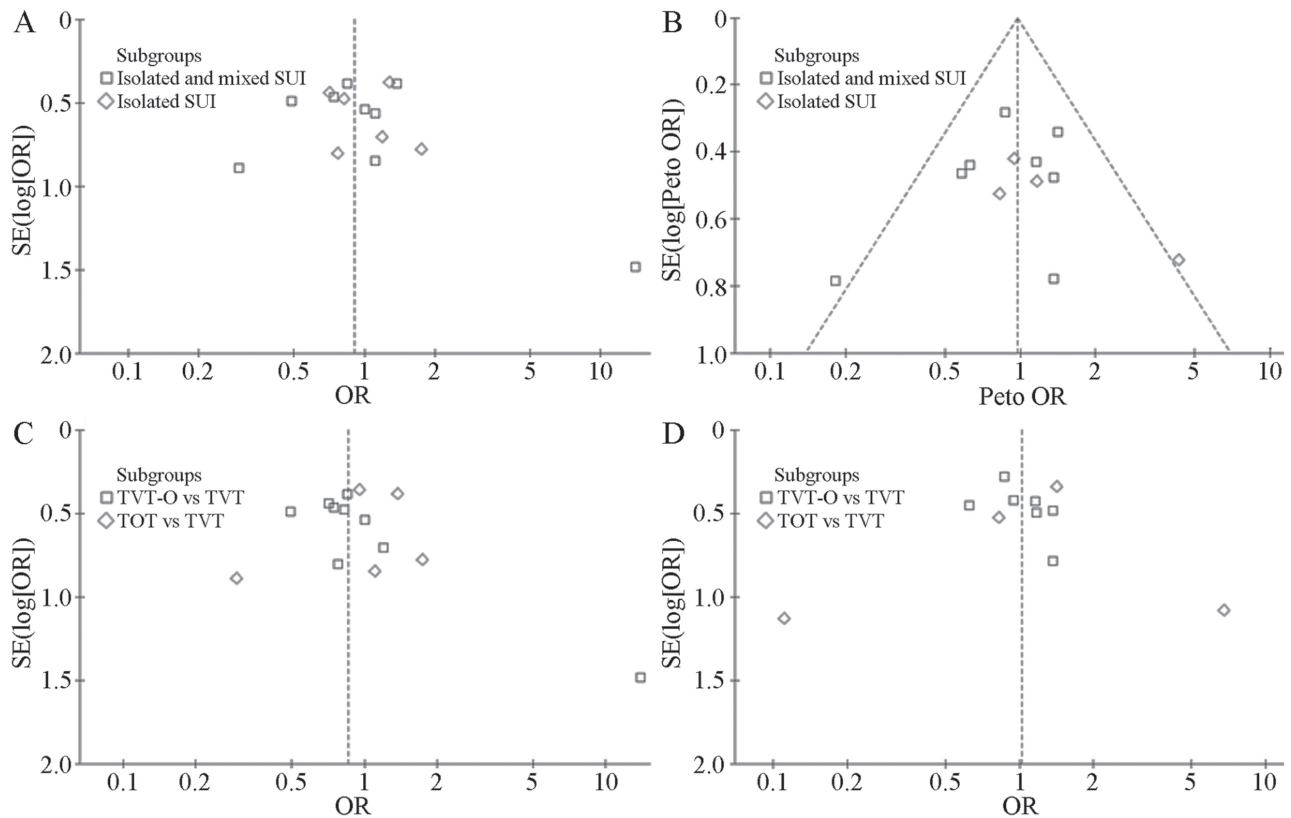 A
0
0.5
1.0
1.5
2.0
SE(log[OR])
Subgroups
Isolated and mixed SUI
Isolated SUI
0.1 0.2 0.5 1 2 5 10
OR
B
0
0.2
0.4
0.6
0.8
1.0
SE(log[Peto OR])
Subgroups
Isolated and mixed SUI
Isolated SUI
0.1 0.2 0.5 1 2 5 10
Peto OR
C
0
0.5
1.0
1.5
2.0
SE(log[OR])
Subgroups
TVT-O vs TVT
TOT vs TVT
0.1 0.2 0.5 1 2 5 10
OR
D
0
0.5
1.0
1.5
2.0
SE(log[OR])
Subgroups
TVT-O vs TVT
TOT vs TVT
0.1 0.2 0.5 1 2 5 10
OR